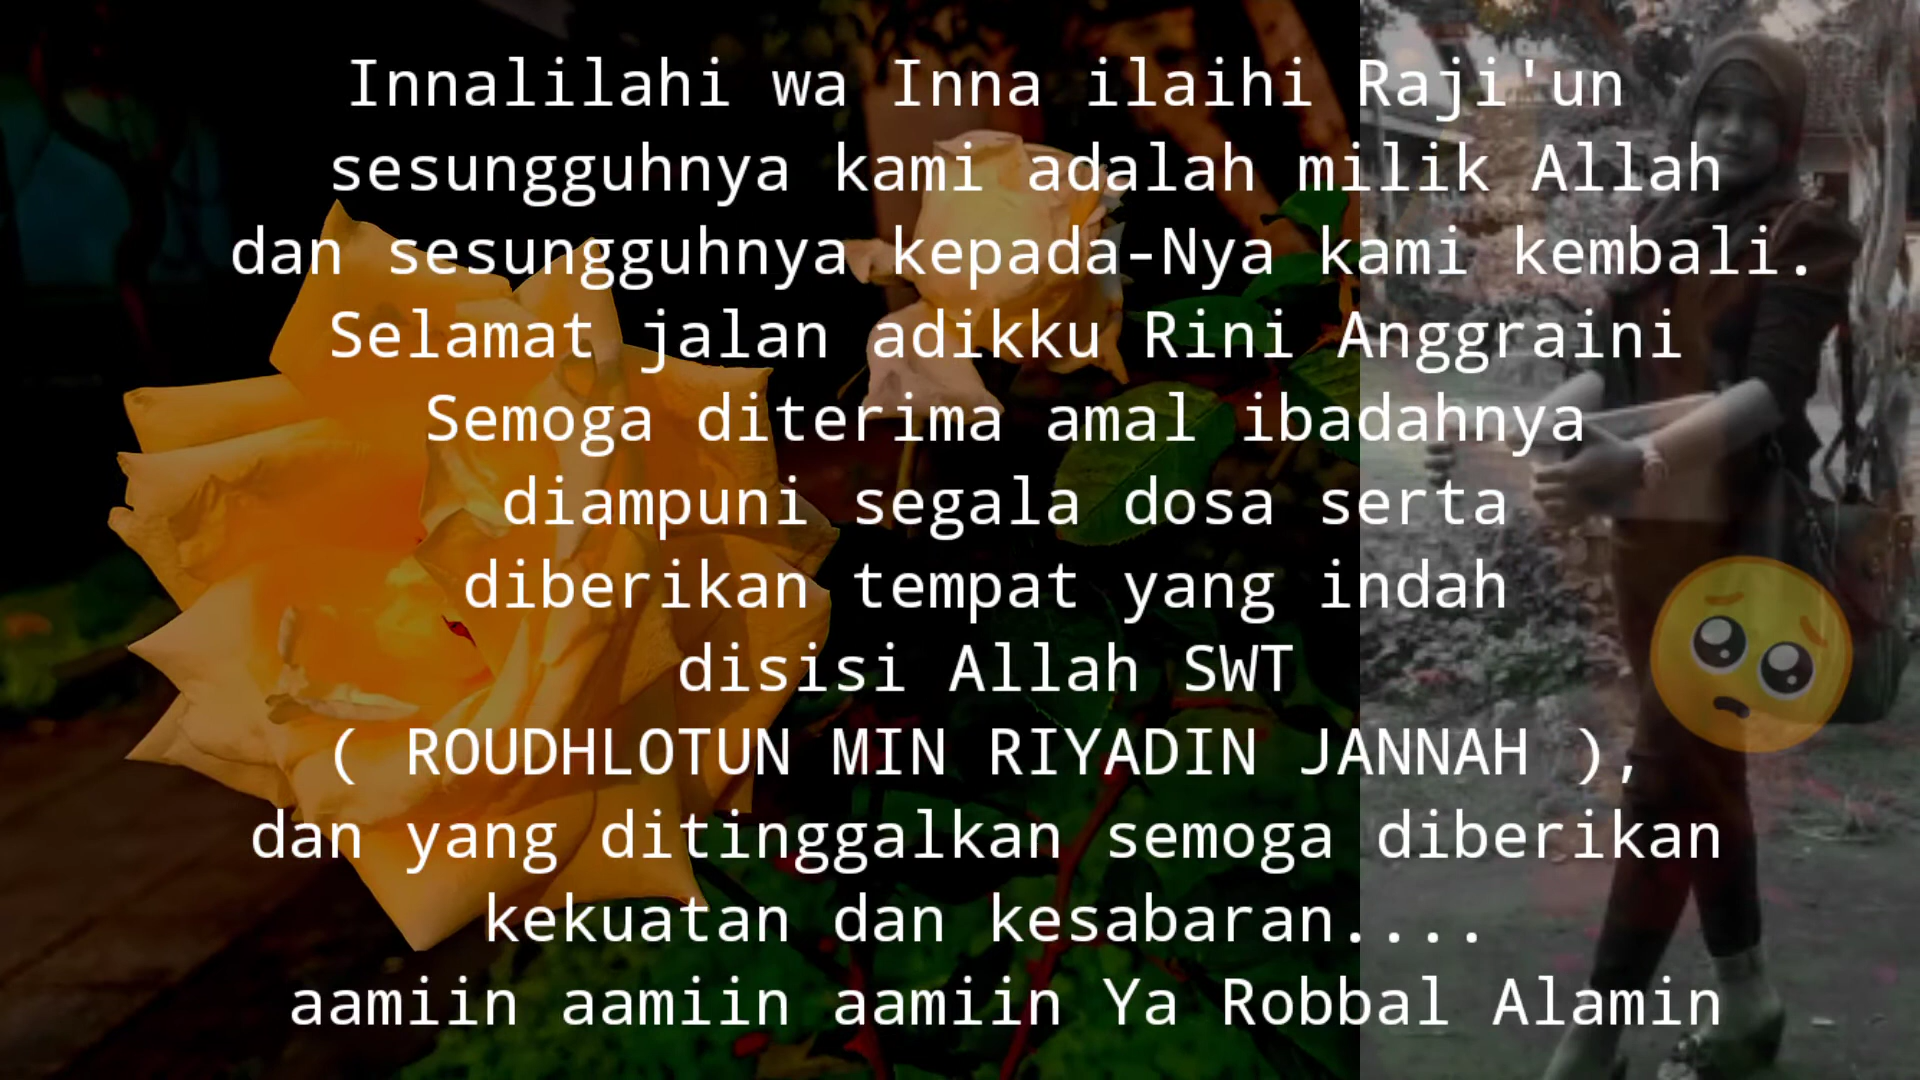 Innalilahi wa Inna ilaihi Raji'un
sesungguhnya kami adalah milik Allah
dan sesungguhnya kepada-Nya kami kembali.
Selamat jalan adikku Rini Anggraini
Semoga diterima amal ibadahnya
diampuni segala dosa serta
diberikan tempat yang indah
disisi Allah SWT
( ROUDHLOTUN MIN RIYADIN JANNAH ),
dan yang ditinggalkan semoga diberikan
kekuatan dan kesabaran....
aamiin aamiin aamiin Ya Robbal Alamin